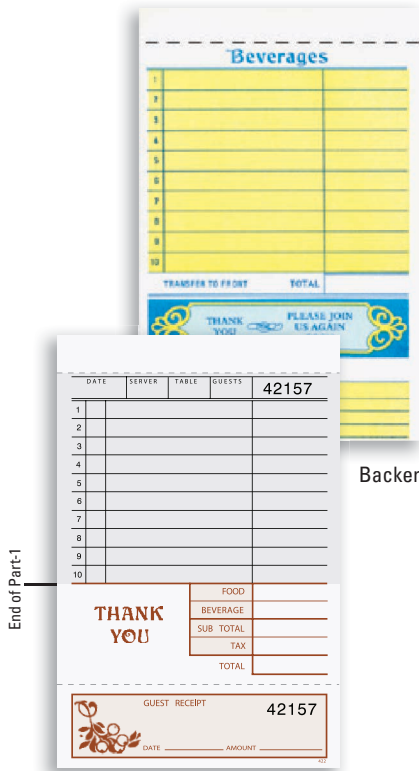 Beverages
1
2
3
4
5
6
7
8
9
10
TRANSFER TO FRONT TOTAL
THANK YOU
PLEASE JOIN US AGAIN
Backer
DATE SERVER TABLE GUESTS 42157
1
2
3
4
5
6
7
8
9
10
End of Part-1
THANK YOU
FOOD
BEVERAGE
SUB TOTAL
TAX
TOTAL
GUEST RECEIPT 42157
DATE AMOUNT
422